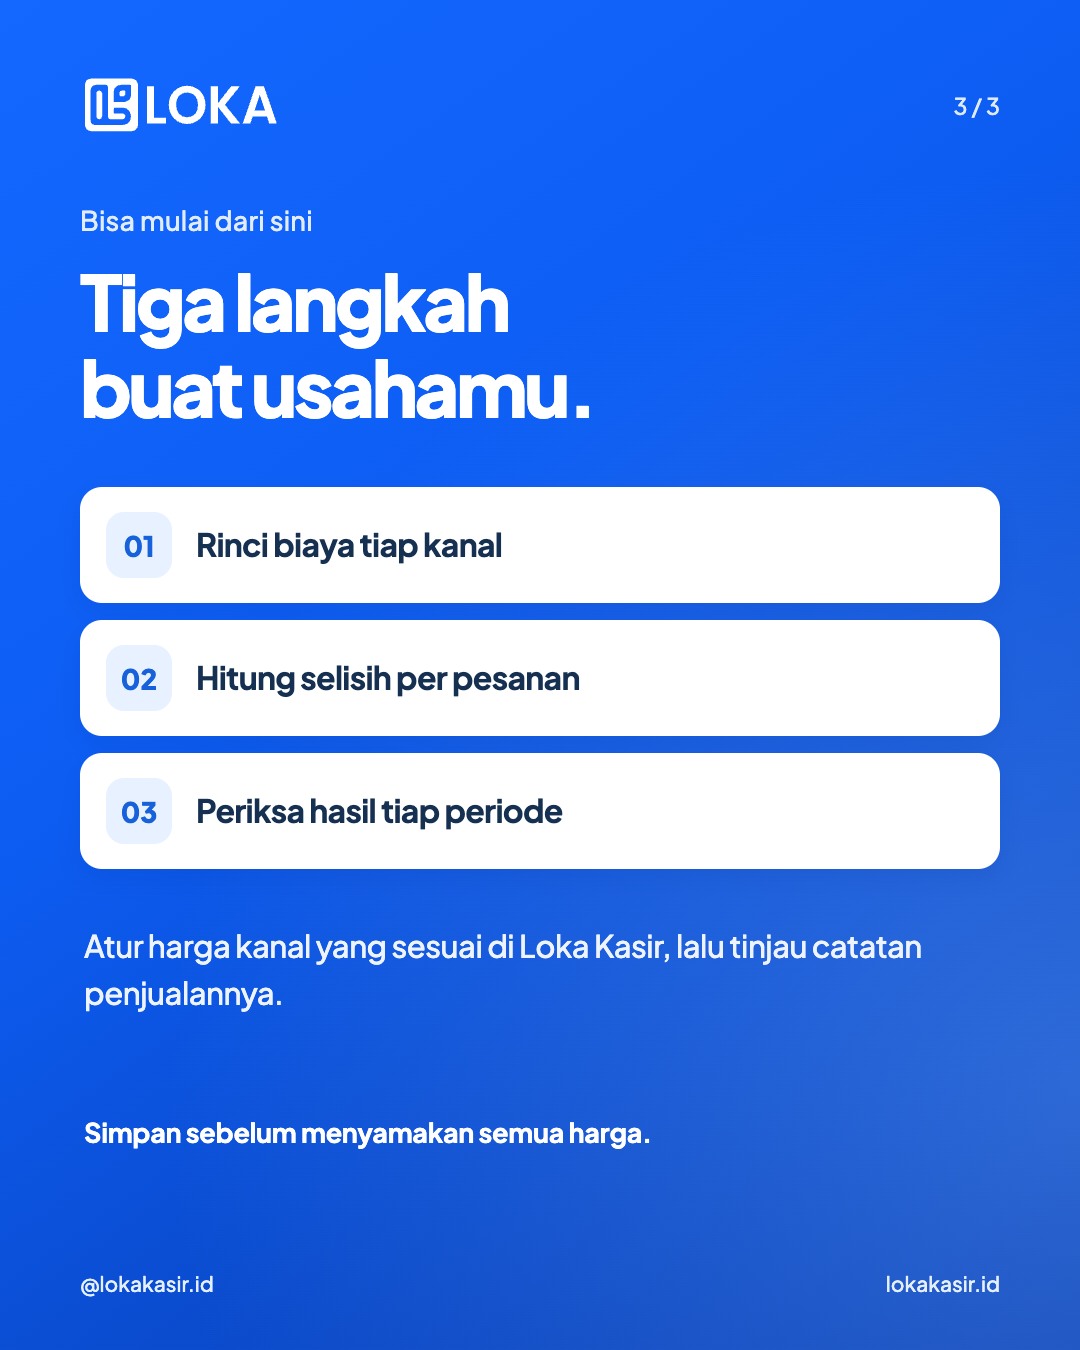 LOKA
3 / 3
Bisa mulai dari sini
Tiga langkah
buat usahamu.
01 Rinci biaya tiap kanal
02 Hitung selisih per pesanan
03 Periksa hasil tiap periode
Atur harga kanal yang sesuai di Loka Kasir, lalu tinjau catatan
penjualannya.
Simpan sebelum menyamakan semua harga.
@lokakasir.id
lokakasir.id